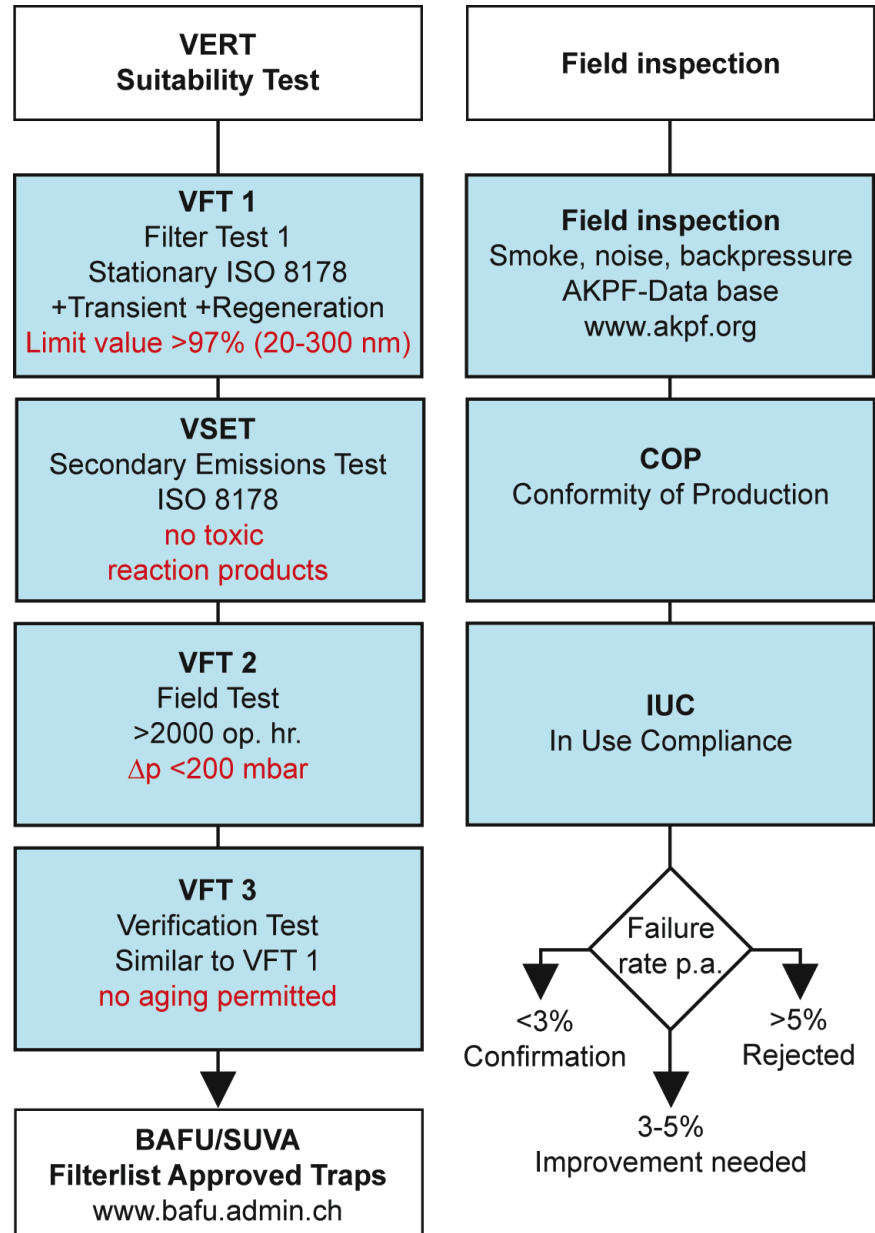 VERT
Suitability Test
VFT 1
Filter Test 1
Stationary ISO 8178
+Transient +Regeneration
Limit value >97% (20-300 nm)
VSET
Secondary Emissions Test
ISO 8178
no toxic
reaction products
VFT 2
Field Test
>2000 op. hr.
Δp <200 mbar
VFT 3
Verification Test
Similar to VFT 1
no aging permitted
BAFU/SUVA
Filterlist Approved Traps
www.bafu.admin.ch
Field inspection
Field inspection
Smoke, noise, backpressure
AKPF-Data base
www.akpf.org
COP
Conformity of Production
IUC
In Use Compliance
Failure
rate p.a.
<3%
Confirmation
>5%
Rejected
3-5%
Improvement needed